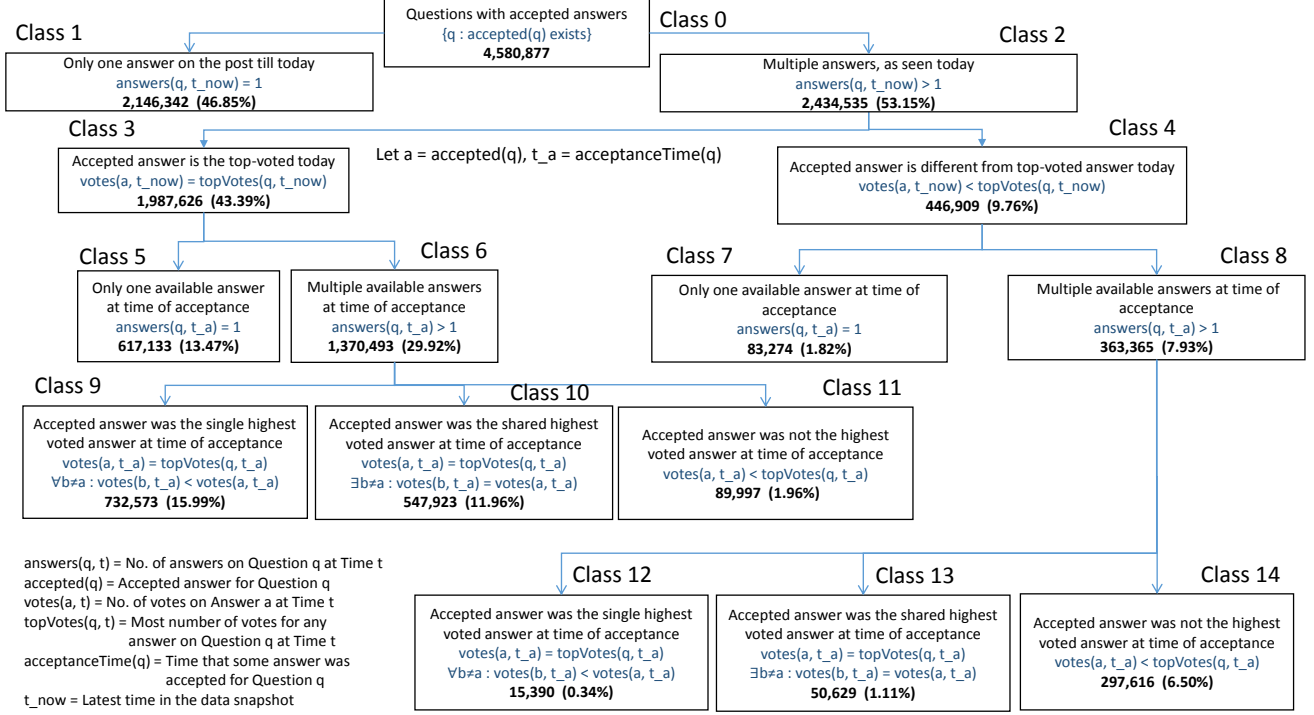 Questions with accepted answers
{q : accepted(q) exists}
4,580,877
Class 0
Class 1
Only one answer on the post till today
answers(q, t_now) = 1
2,146,342 (46.85%)
Class 2
Multiple answers, as seen today
answers(q, t_now) > 1
2,434,535 (53.15%)
Class 3
Accepted answer is the top-voted today
votes(a, t_now) = topVotes(q, t_now)
1,987,626 (43.39%)
Let a = accepted(q), t_a = acceptanceTime(q)
Class 4
Accepted answer is different from top-voted answer today
votes(a, t_now) < topVotes(q, t_now)
446,909 (9.76%)
Class 5
Only one available answer
at time of acceptance
answers(q, t_a) = 1
617,133 (13.47%)
Class 6
Multiple available answers
at time of acceptance
answers(q, t_a) > 1
1,370,493 (29.92%)
Class 7
Only one available answer at time of
acceptance
answers(q, t_a) = 1
83,274 (1.82%)
Class 8
Multiple available answers at time of
acceptance
answers(q, t_a) > 1
363,365 (7.93%)
Class 9
Accepted answer was the single highest
voted answer at time of acceptance
votes(a, t_a) = topVotes(q, t_a)
∀b≠a : votes(b, t_a) < votes(a, t_a)
732,573 (15.99%)
Class 10
Accepted answer was the shared highest
voted answer at time of acceptance
votes(a, t_a) = topVotes(q, t_a)
∃b≠a : votes(b, t_a) = votes(a, t_a)
547,923 (11.96%)
Class 11
Accepted answer was not the highest
voted answer at time of acceptance
votes(a, t_a) < topVotes(q, t_a)
89,997 (1.96%)
answers(q, t) = No. of answers on Question q at Time t
accepted(q) = Accepted answer for Question q
votes(a, t) = No. of votes on Answer a at Time t
topVotes(q, t) = Most number of votes for any
answer on Question q at Time t
acceptanceTime(q) = Time that some answer was
accepted for Question q
t_now = Latest time in the data snapshot
Class 12
Accepted answer was the single highest
voted answer at time of acceptance
votes(a, t_a) = topVotes(q, t_a)
∀b≠a : votes(b, t_a) < votes(a, t_a)
15,390 (0.34%)
Class 13
Accepted answer was the shared highest
voted answer at time of acceptance
votes(a, t_a) = topVotes(q, t_a)
∃b≠a : votes(b, t_a) = votes(a, t_a)
50,629 (1.11%)
Class 14
Accepted answer was not the highest
voted answer at time of acceptance
votes(a, t_a) < topVotes(q, t_a)
297,616 (6.50%)